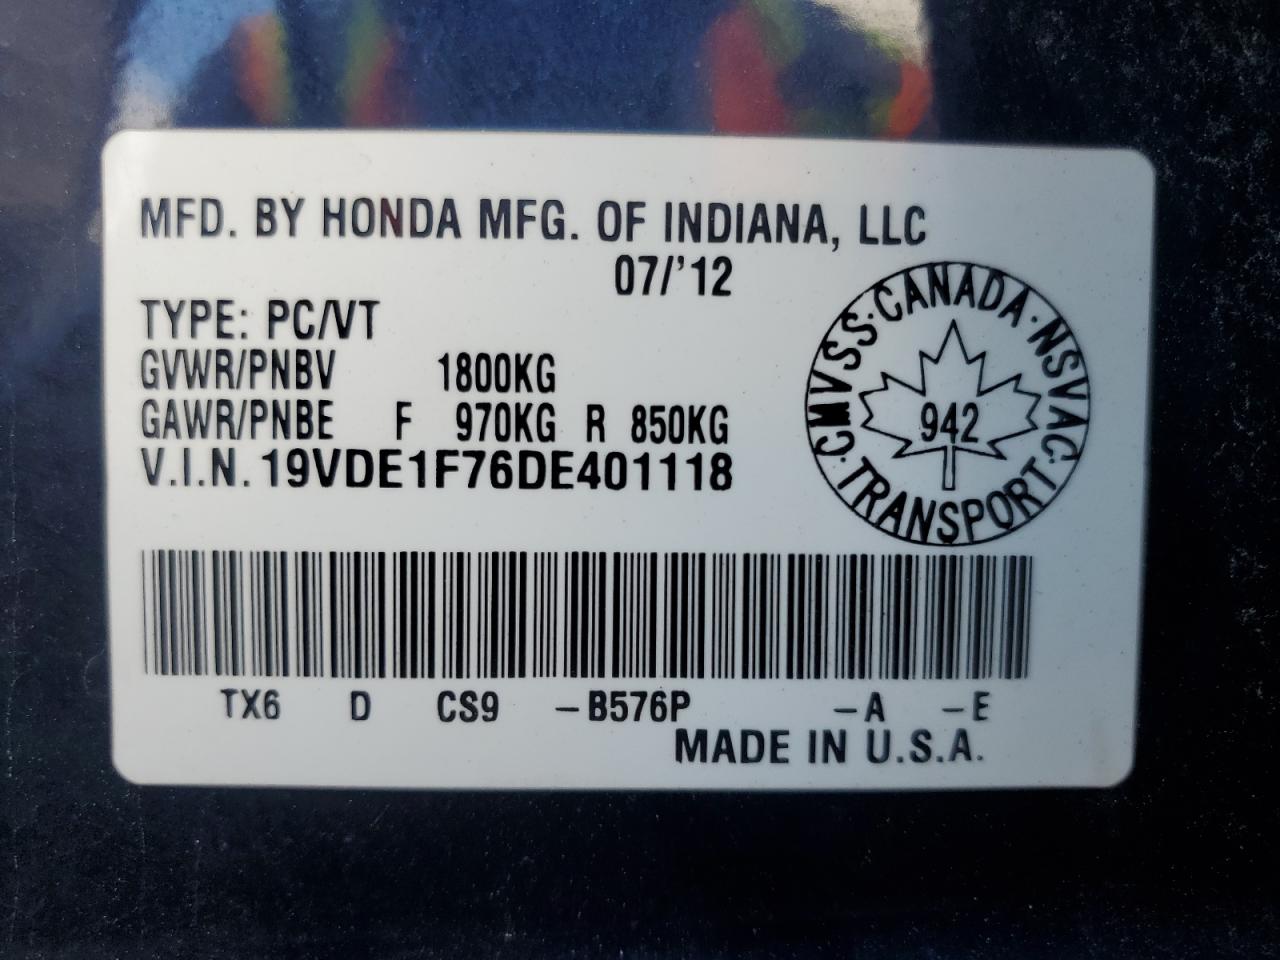 MFD. BY HONDA MFG. OF INDIANA, LLC
07/'12
TYPE: PC/VT
GVWR/PNBV 1800KG
GAWR/PNBE F 970KG R 850KG
V.I.N. 19VDE1F76DE401118
CMVSS·CANADA·NSVAC·TRANSPORT·
942
TX6 D CS9 -B576P -A -E
MADE IN U.S.A.